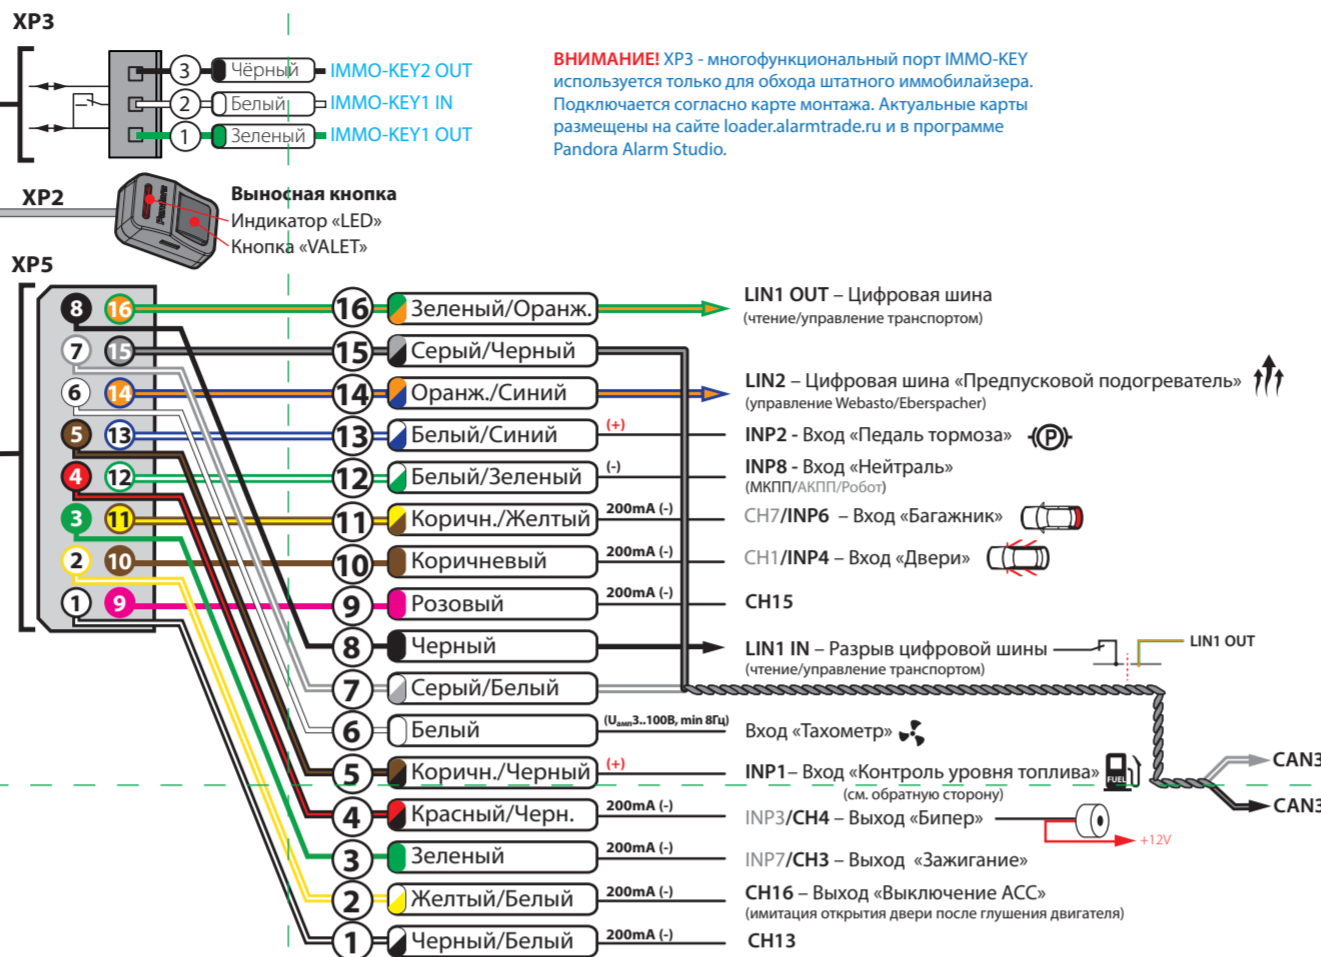 XP3
3 Чёрный IMMO-KEY2 OUT
2 Белый IMMO-KEY1 IN
1 Зеленый IMMO-KEY1 OUT
ВНИМАНИЕ! XP3 - многофункциональный порт IMMO-KEY
используется только для обхода штатного иммобилайзера.
Подключается согласно карте монтажа. Актуальные карты
размещены на сайте loader.alarmtrade.ru и в программе
Pandora Alarm Studio.
XP2
Pandora
Выносная кнопка
Индикатор «LED»
Кнопка «VALET»
XP5
8 16
7 15
6 14
5 13
4 12
3 11
2 10
1 9
16 Зеленый/Оранж. LIN1 OUT – Цифровая шина
(чтение/управление транспортом)
15 Серый/Черный
14 Оранж./Синий LIN2 – Цифровая шина «Предпусковой подогреватель»
(управление Webasto/Eberspacher)
13 Белый/Синий (+) INP2 - Вход «Педаль тормоза» (P)
12 Белый/Зеленый (-) INP8 - Вход «Нейтраль»
(МКПП/АКПП/Робот)
11 Коричн./Желтый 200mA (-) CH7/INP6 – Вход «Багажник»
10 Коричневый 200mA (-) CH1/INP4 – Вход «Двери»
9 Розовый 200mA (-) CH15
8 Черный LIN1 IN – Разрыв цифровой шины LIN1 OUT
(чтение/управление транспортом)
7 Серый/Белый
6 Белый (Uамп3..100В, min 8Гц) Вход «Тахометр»
5 Коричн./Черный (+) INP1– Вход «Контроль уровня топлива» FUEL
(см. обратную сторону)
CAN3
CAN3
4 Красный/Черн. 200mA (-) INP3/CH4 – Выход «Бипер»
+12V
3 Зеленый 200mA (-) INP7/CH3 – Выход «Зажигание»
2 Желтый/Белый 200mA (-) CH16 – Выход «Выключение ACC»
(имитация открытия двери после глушения двигателя)
1 Черный/Белый 200mA (-) CH13